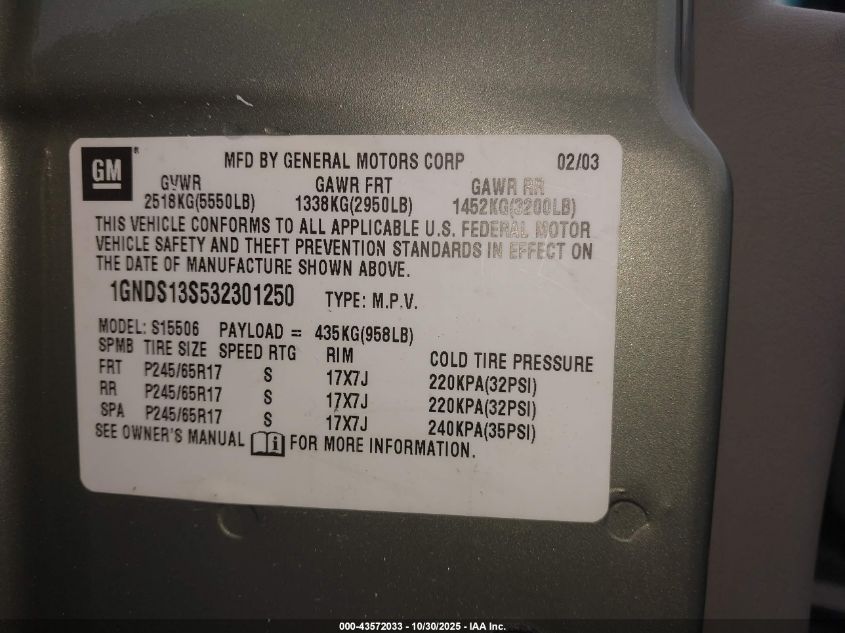 GM ® MFD BY GENERAL MOTORS CORP 02/03
GVWR GAWR FRT GAWR RR
2518KG(5550LB) 1338KG(2950LB) 1452KG(3200LB)
THIS VEHICLE CONFORMS TO ALL APPLICABLE U.S. FEDERAL MOTOR
VEHICLE SAFETY AND THEFT PREVENTION STANDARDS IN EFFECT ON
THE DATE OF MANUFACTURE SHOWN ABOVE.
1GNDS13S532301250 TYPE: M.P.V.
MODEL: S15506 PAYLOAD = 435KG(958LB)
SPMB TIRE SIZE SPEED RTG RIM COLD TIRE PRESSURE
FRT P245/65R17 S 17X7J 220KPA(32PSI)
RR P245/65R17 S 17X7J 220KPA(32PSI)
SPA P245/65R17 S 17X7J 240KPA(35PSI)
SEE OWNER'S MANUAL FOR MORE INFORMATION.
000-43572033 - 10/30/2025 - IAA Inc.